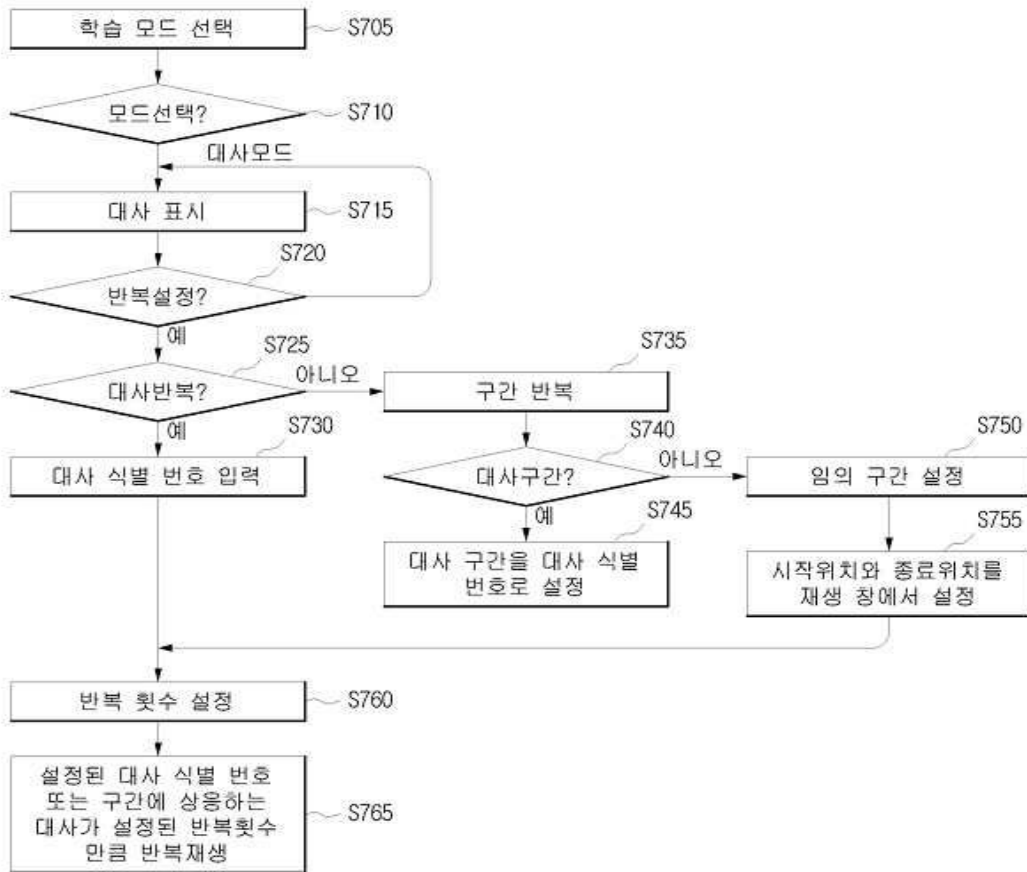 학습 모드 선택
S705
모드선택?
S710
대사모드
대사 표시
S715
S720
반복설정?
예
S725
대사반복?
아니오
S735
구간 반복
예
S730
대사 식별 번호 입력
S740
대사구간?
아니오
S750
임의 구간 설정
예
S745
대사 구간을 대사 식별
번호로 설정
S755
시작위치와 종료위치를
재생 창에서 설정
반복 횟수 설정
S760
설정된 대사 식별 번호
또는 구간에 상응하는
대사가 설정된 반복횟수
만큼 반복재생
S765